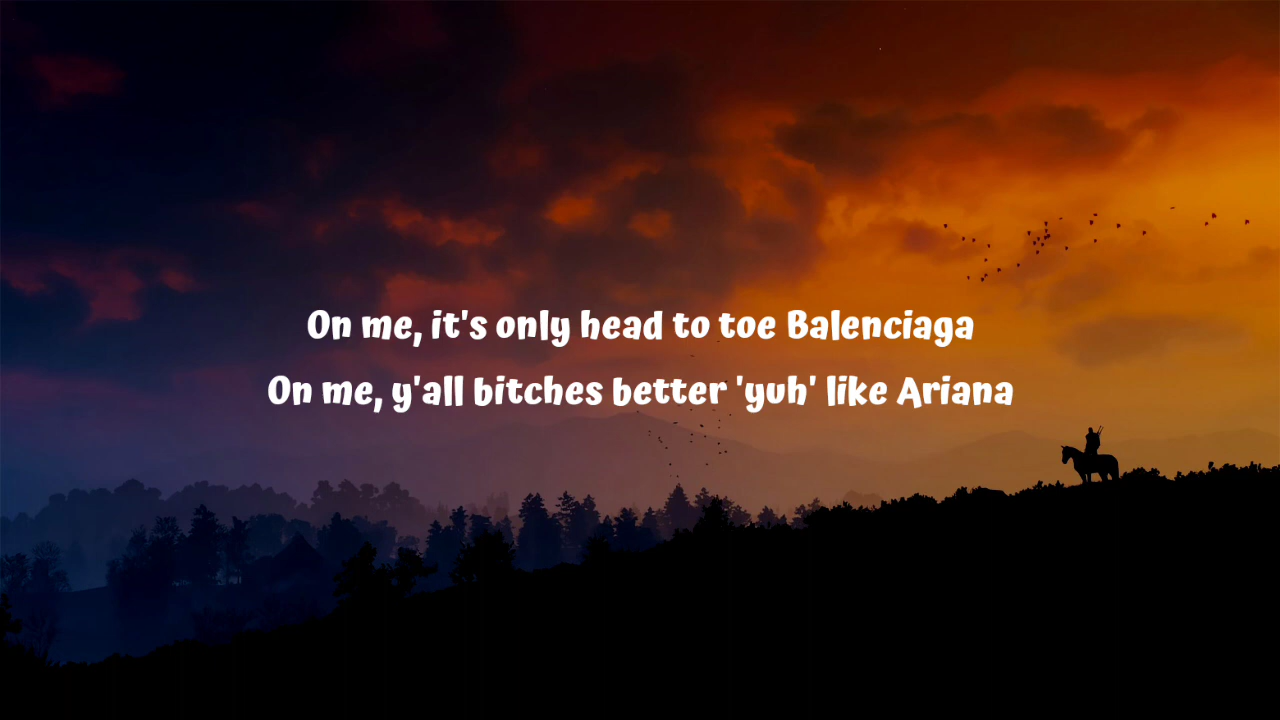 On me, it's only head to toe Balenciaga
On me, y'all bitches better 'yuh' like Ariana